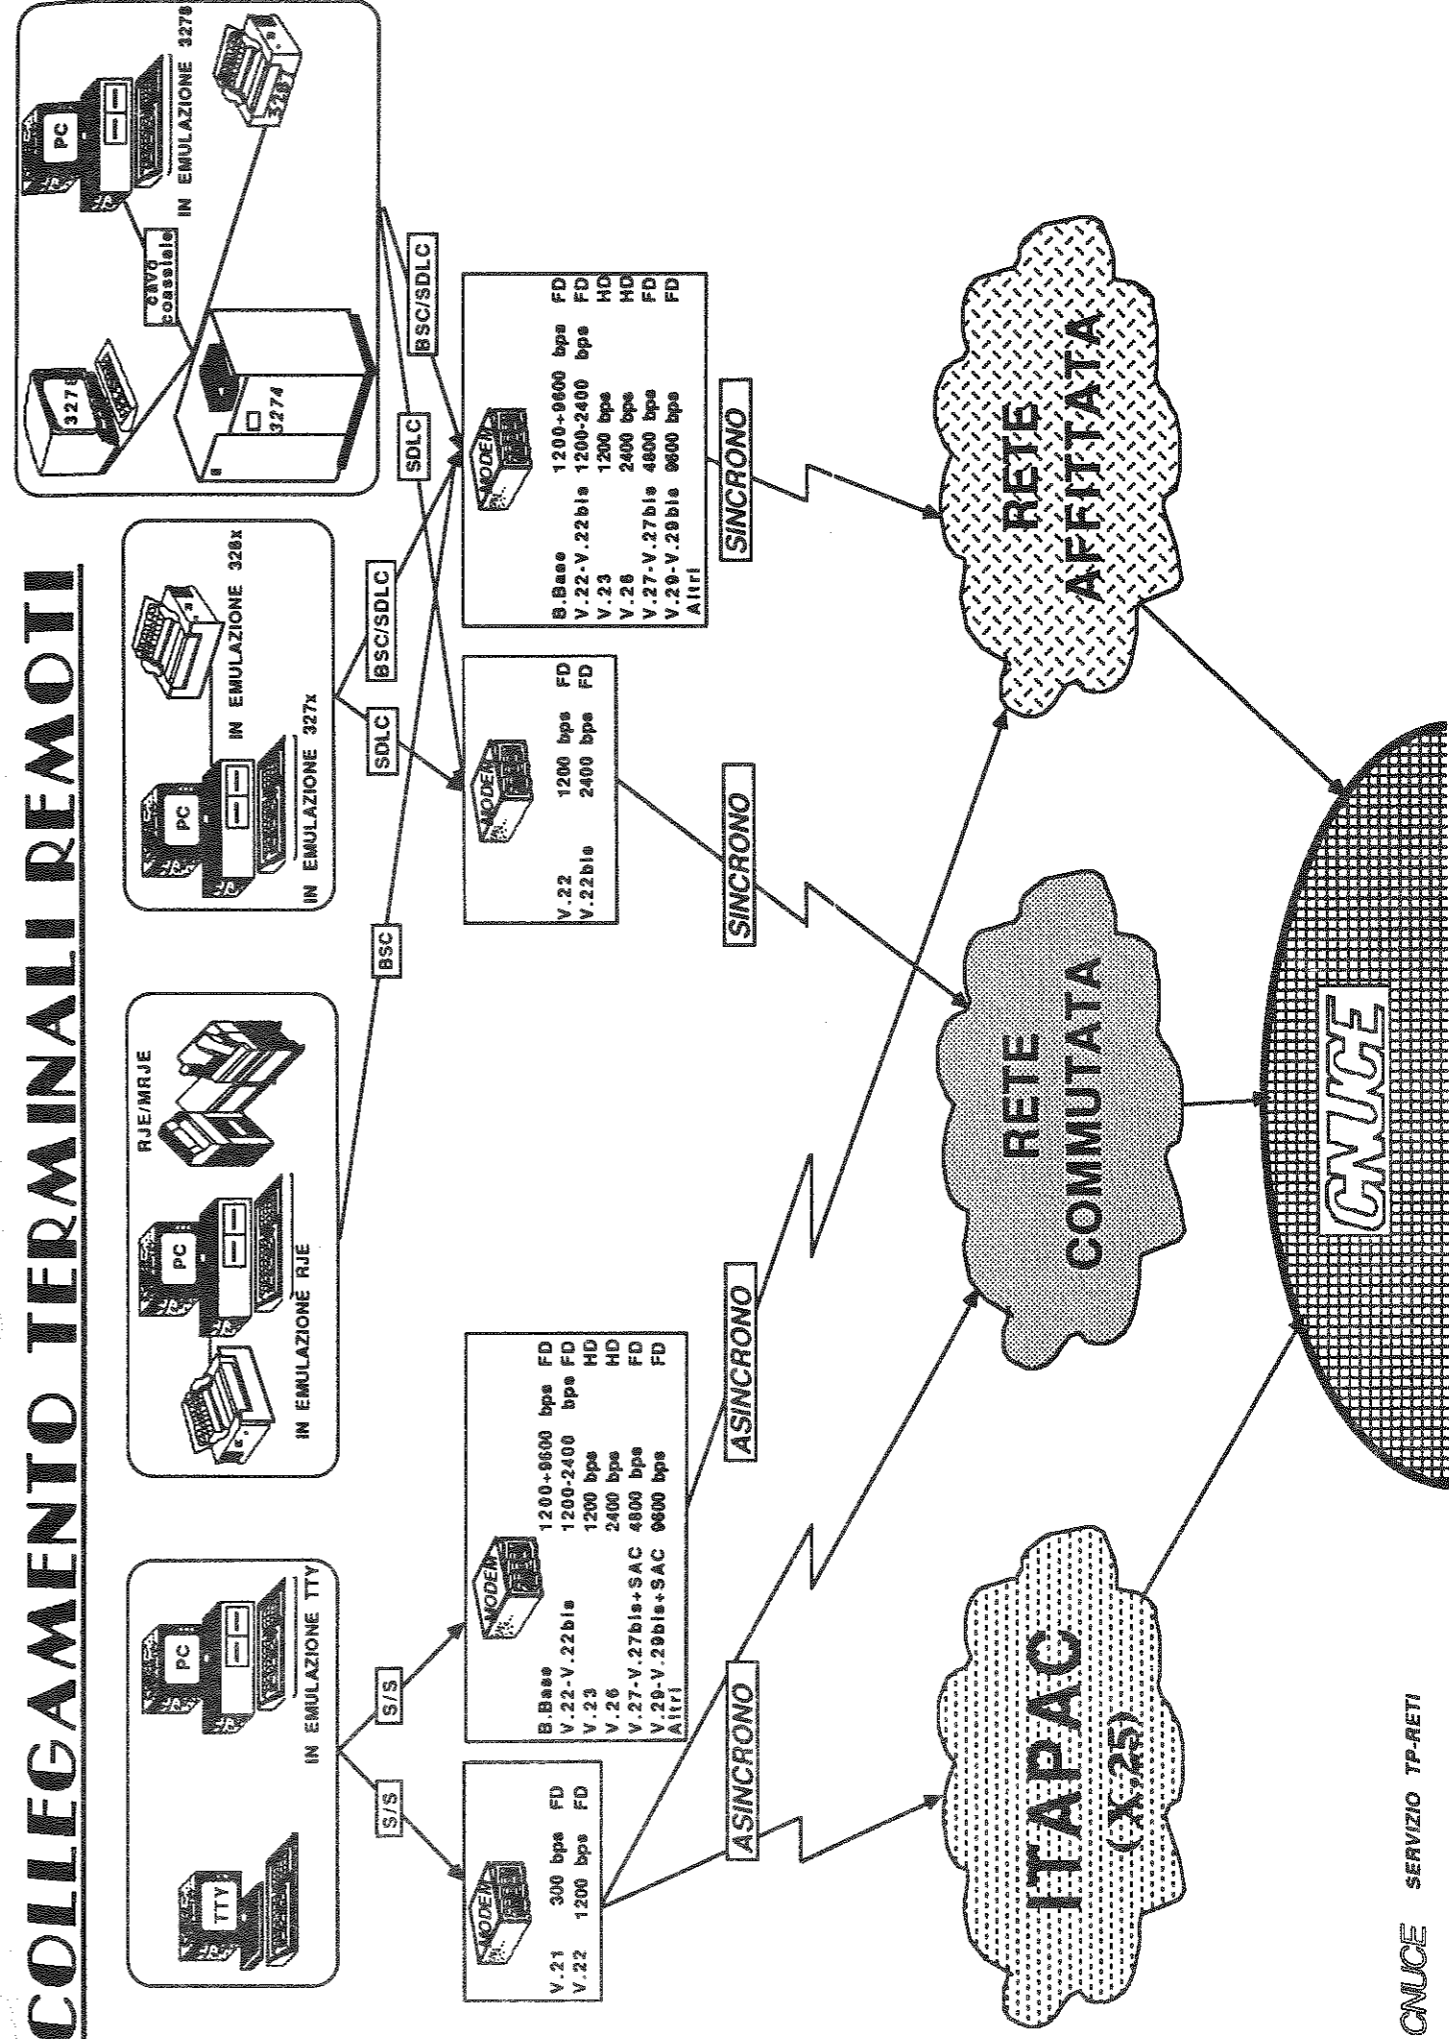 COLLEGAMENTO TERMINALI REMOTI
TTY
PC
IN EMULAZIONE TTY
PC
IN EMULAZIONE RJE
RJE/MRJE
PC
IN EMULAZIONE 327x
IN EMULAZIONE 328x
327
3274
cavo
coassiale
PC
IN EMULAZIONE 3278
3287
S/S
S/S
BSC
SDLC
BSC/SDLC
SDLC
BSC/SDLC
MODEM
V.21 300 bps FD
V.22 1200 bps FD
MODEM
B.Base 1200+9600 bps FD
V.22-V.22bis 1200-2400 bps FD
V.23 1200 bps HD
V.26 2400 bps HD
V.27-V.27bis+SAC 4800 bps FD
V.29-V.29bis+SAC 9600 bps FD
Altri
MODEM
V.22 1200 bps FD
V.22bis 2400 bps FD
MODEM
B.Base 1200+9600 bps FD
V.22-V.22bis 1200-2400 bps FD
V.23 1200 bps HD
V.26 2400 bps HD
V.27-V.27bis 4800 bps FD
V.29-V.29bis 9600 bps FD
Altri
ASINCRONO
ASINCRONO
SINCRONO
SINCRONO
ITAPAC
(X.25)
RETE
COMMUTATA
RETE
AFFITTATA
CNUCE
CNUCE SERVIZIO TP-RETI